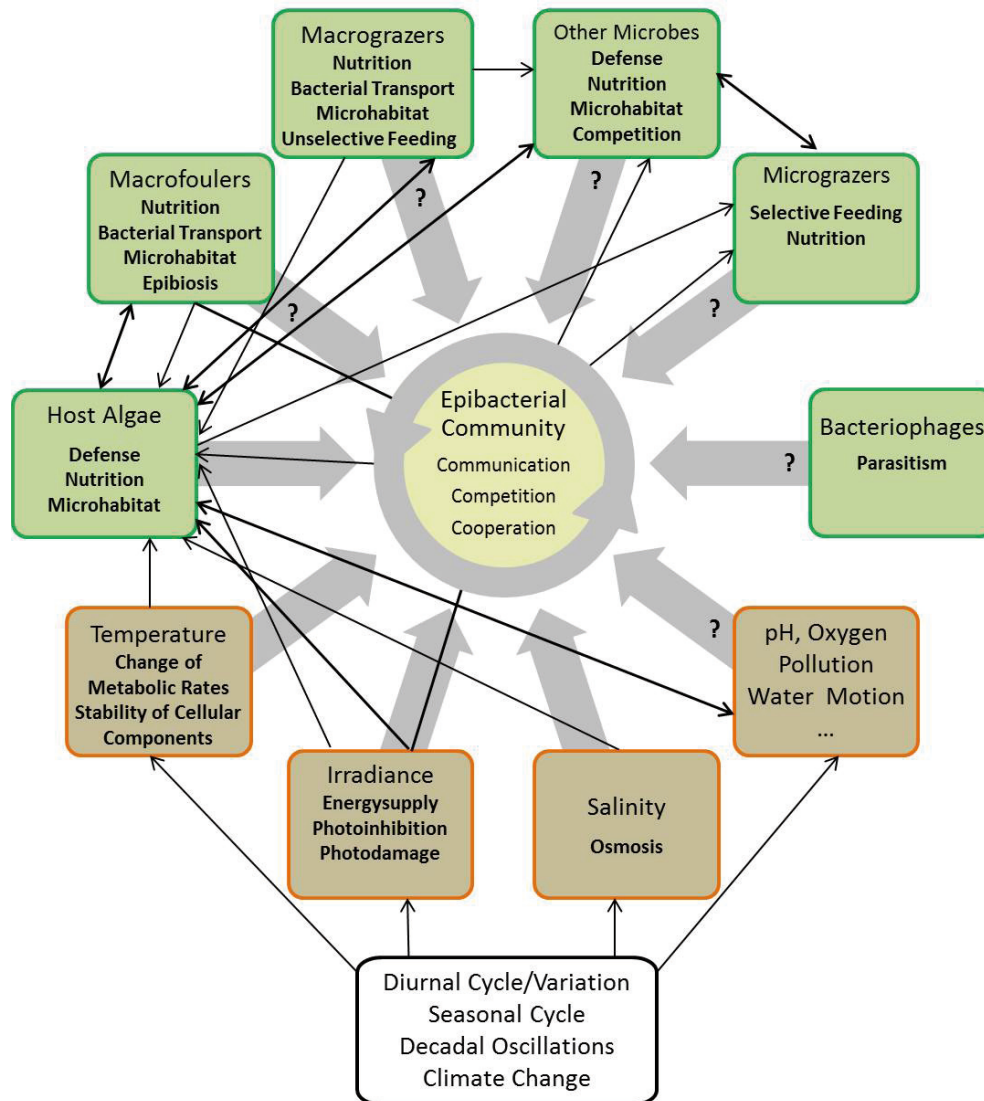 Macrograzers
Nutrition
Bacterial Transport
Microhabitat
Unselective Feeding
?
Other Microbes
Defense
Nutrition
Microhabitat
Competition
?
Macrofoulers
Nutrition
Bacterial Transport
Microhabitat
Epibiosis
?
Micrograzers
Selective Feeding
Nutrition
?
Host Algae
Defense
Nutrition
Microhabitat
Epibacterial
Community
Communication
Competition
Cooperation
Bacteriophages
Parasitism
?
Temperature
Change of
Metabolic Rates
Stability of Cellular
Components
?
pH, Oxygen
Pollution
Water Motion
...
Irradiance
Energysupply
Photoinhibition
Photodamage
Salinity
Osmosis
Diurnal Cycle/Variation
Seasonal Cycle
Decadal Oscillations
Climate Change